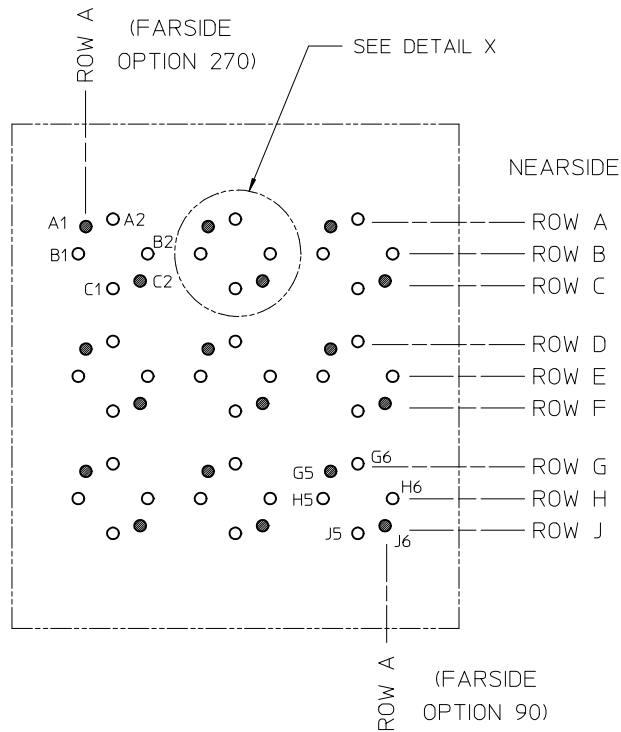 ROW A
(FARSIDE
OPTION 270)
SEE DETAIL X
NEARSIDE
A1
A2
ROW A
B1
B2
ROW B
C1
C2
ROW C
ROW D
ROW E
ROW F
G5
G6
ROW G
H5
H6
ROW H
J5
J6
ROW J
ROW A
(FARSIDE
OPTION 90)